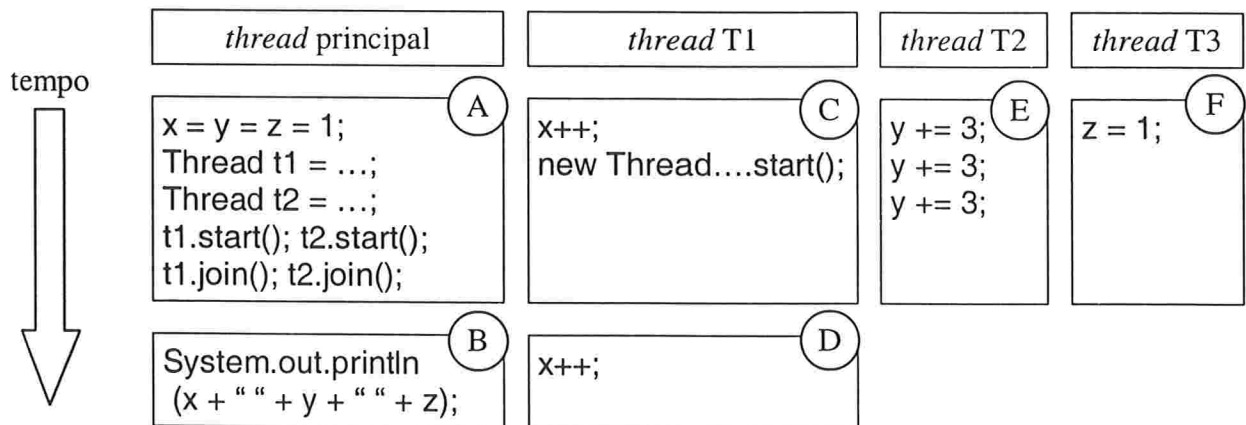 thread principal
thread T1
thread T2
thread T3
tempo
A
x = y = z = 1;
Thread t1 = ...;
Thread t2 = ...;
t1.start(); t2.start();
t1.join(); t2.join();
C
x++;
new Thread....start();
E
y += 3;
y += 3;
y += 3;
F
z = 1;
B
System.out.println
(x + “ “ + y + “ “ + z);
D
x++;